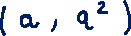 ( a , q² )